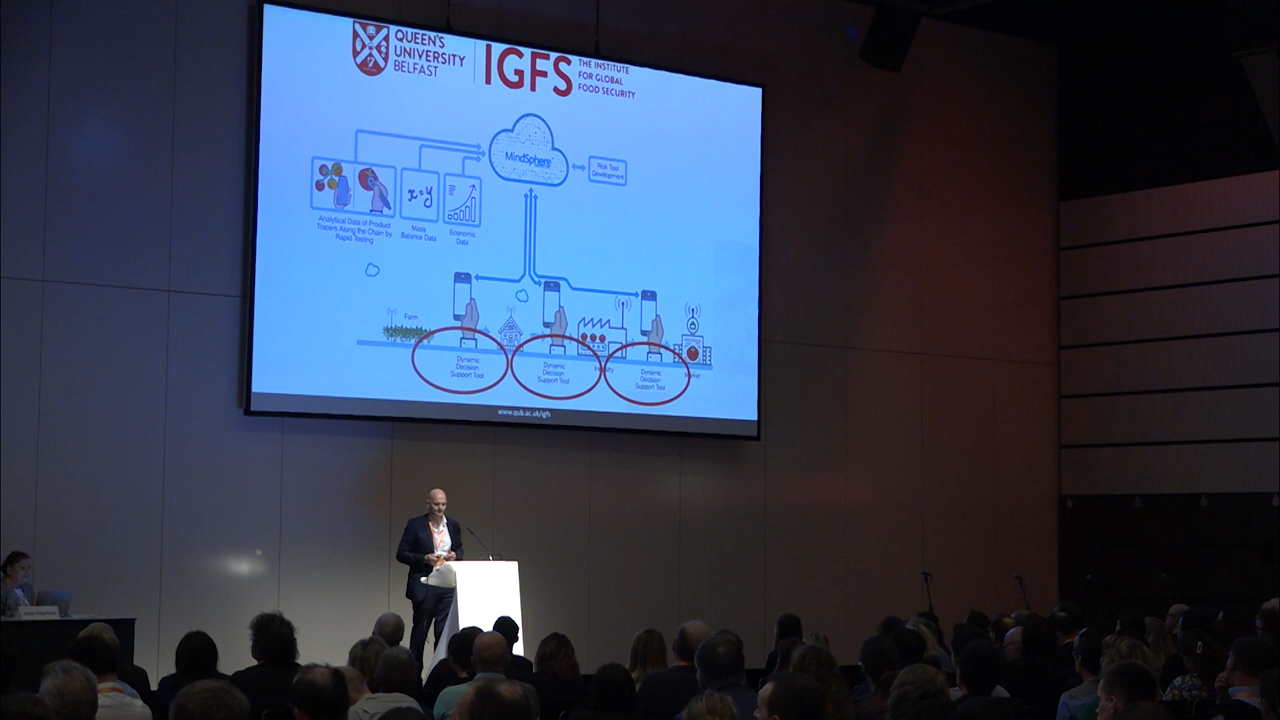 QUEEN'S
UNIVERSITY
BELFAST
IGFS
THE INSTITUTE
FOR GLOBAL
FOOD SECURITY
MindSphere
Risk Tool
Development
x=y
Analytical Data of Product
Tracers Along the Chain by
Rapid Testing
Mass
Balance Data
Economic
Data
Farm
Dynamic
Decision
Support Tool
Dynamic
Decision
Support Tool
Dynamic
Decision
Support Tool
www.qub.ac.uk/igfs